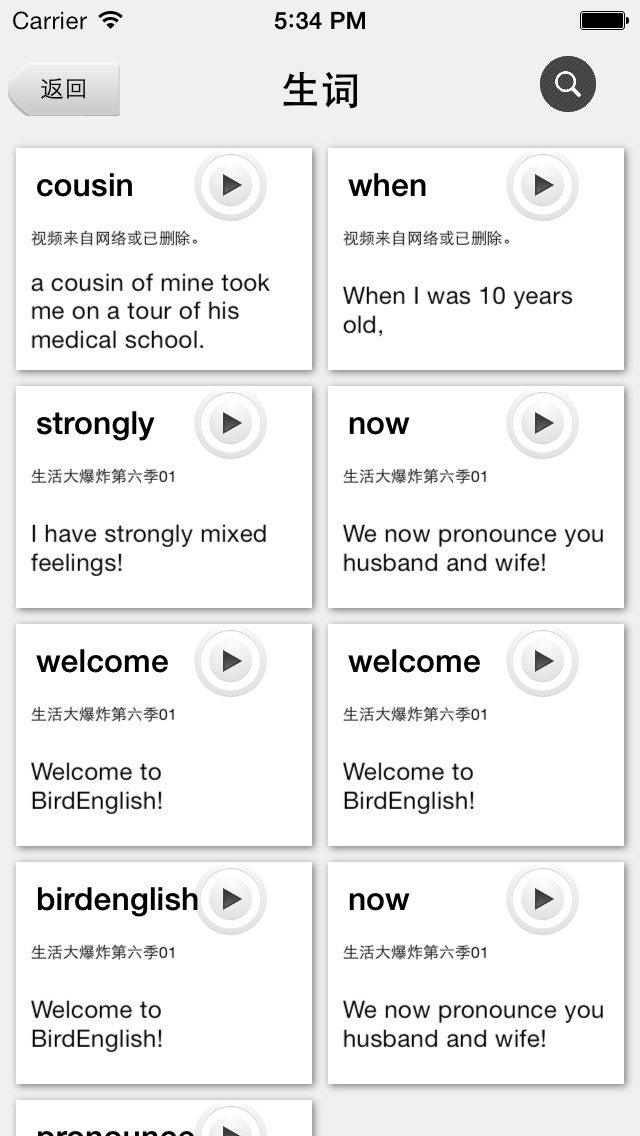 Carrier 5:34 PM
返回 生词
cousin
视频来自网络或已删除。
a cousin of mine took
me on a tour of his
medical school.
when
视频来自网络或已删除。
When I was 10 years
old,
strongly
生活大爆炸第六季01
I have strongly mixed
feelings!
now
生活大爆炸第六季01
We now pronounce you
husband and wife!
welcome
生活大爆炸第六季01
Welcome to
BirdEnglish!
welcome
生活大爆炸第六季01
Welcome to
BirdEnglish!
birdenglish
生活大爆炸第六季01
Welcome to
BirdEnglish!
now
生活大爆炸第六季01
We now pronounce you
husband and wife!
pronounce